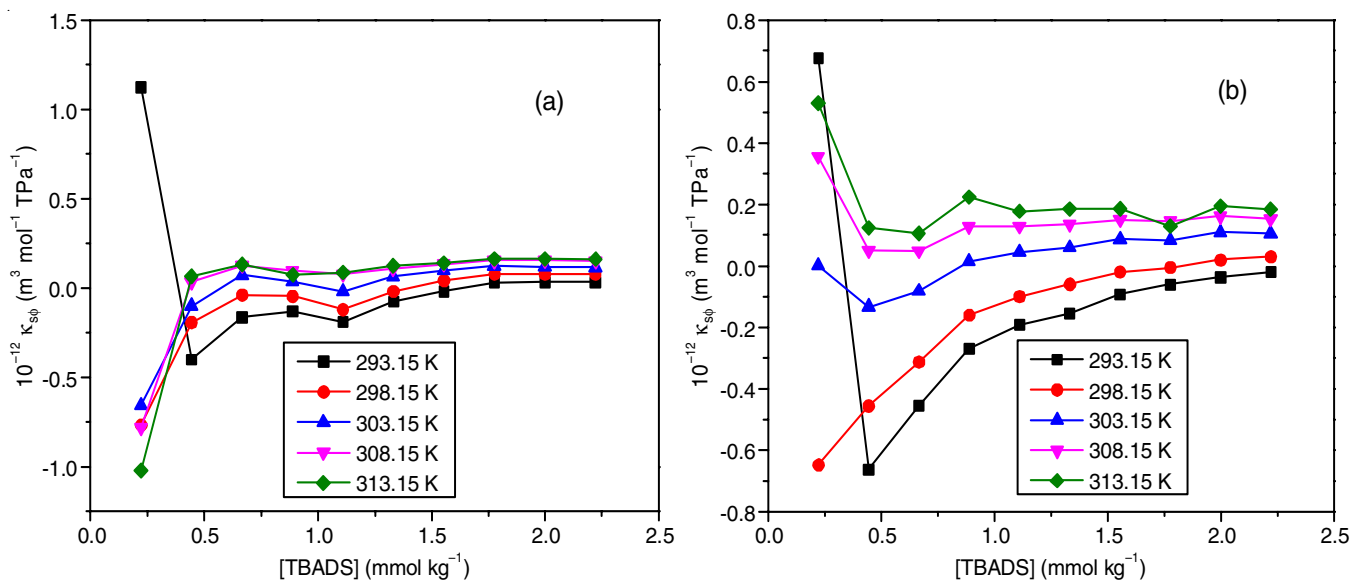 1.5
1.0
0.5
0.0
-0.5
-1.0
10⁻¹² κsϕ (m³ mol⁻¹ TPa⁻¹)
(a)
293.15 K
298.15 K
303.15 K
308.15 K
313.15 K
0.0 0.5 1.0 1.5 2.0 2.5
[TBADS] (mmol kg⁻¹)
0.8
0.6
0.4
0.2
0.0
-0.2
-0.4
-0.6
-0.8
10⁻¹² κsϕ (m³ mol⁻¹ TPa⁻¹)
(b)
293.15 K
298.15 K
303.15 K
308.15 K
313.15 K
0.0 0.5 1.0 1.5 2.0 2.5
[TBADS] (mmol kg⁻¹)